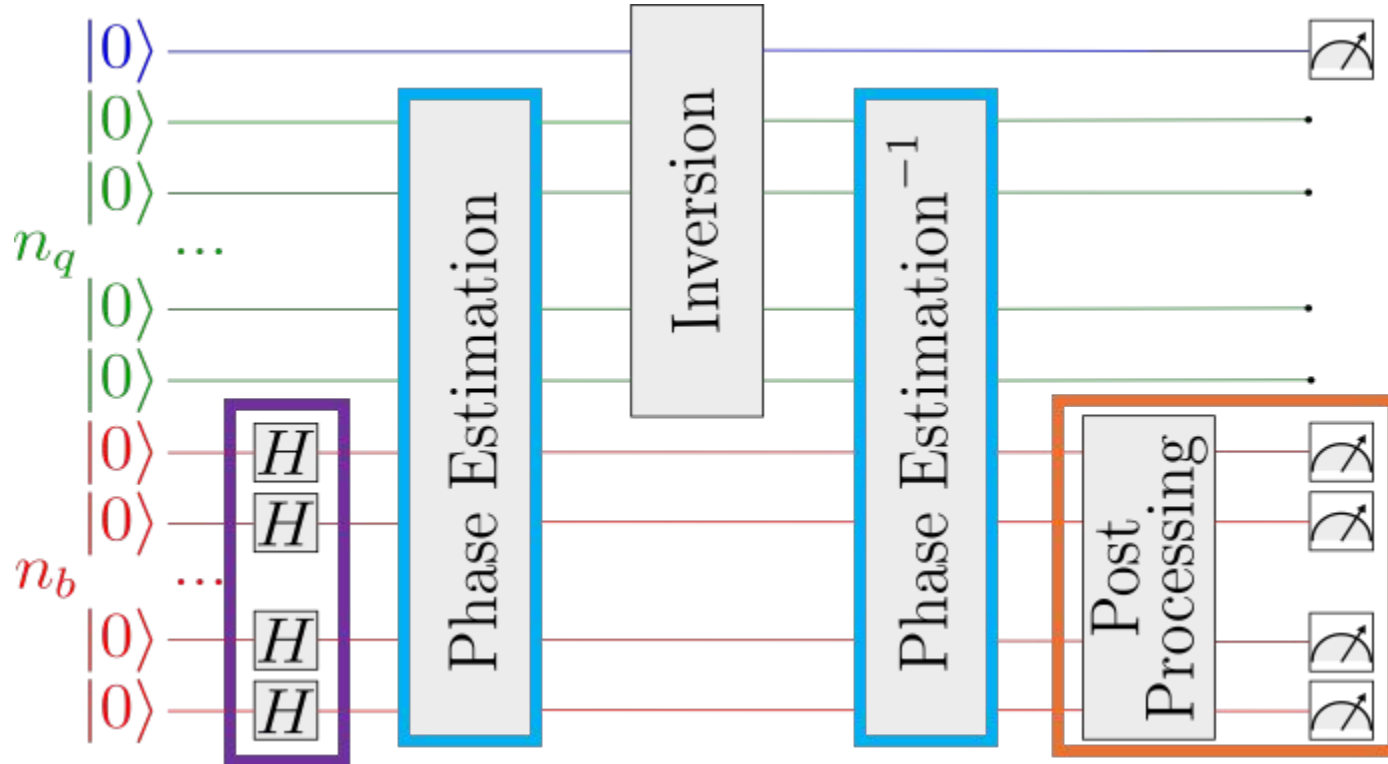 |0⟩
|0⟩
|0⟩
n_q ...
|0⟩
|0⟩
|0⟩ H
|0⟩ H
n_b ...
|0⟩ H
|0⟩ H
Phase Estimation
Inversion
Phase Estimation⁻¹
Post
Processing